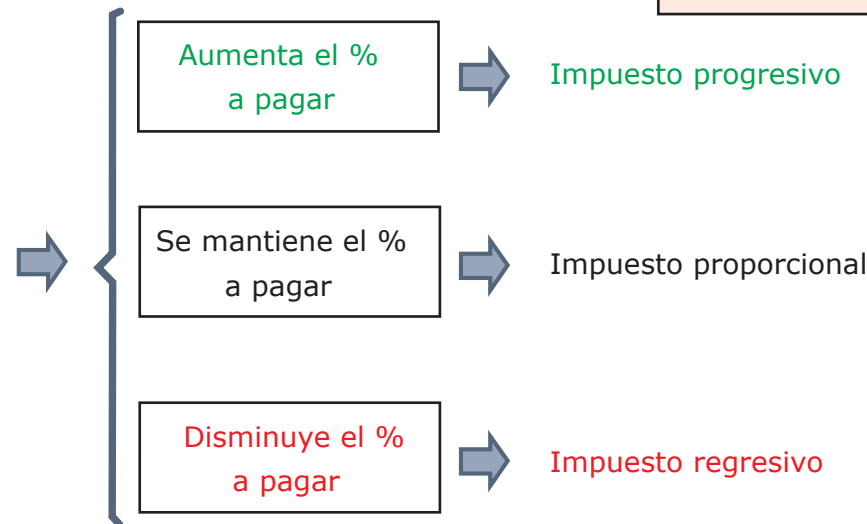 Aumenta el %
a pagar
Impuesto progresivo
Se mantiene el %
a pagar
Impuesto proporcional
Disminuye el %
a pagar
Impuesto regresivo